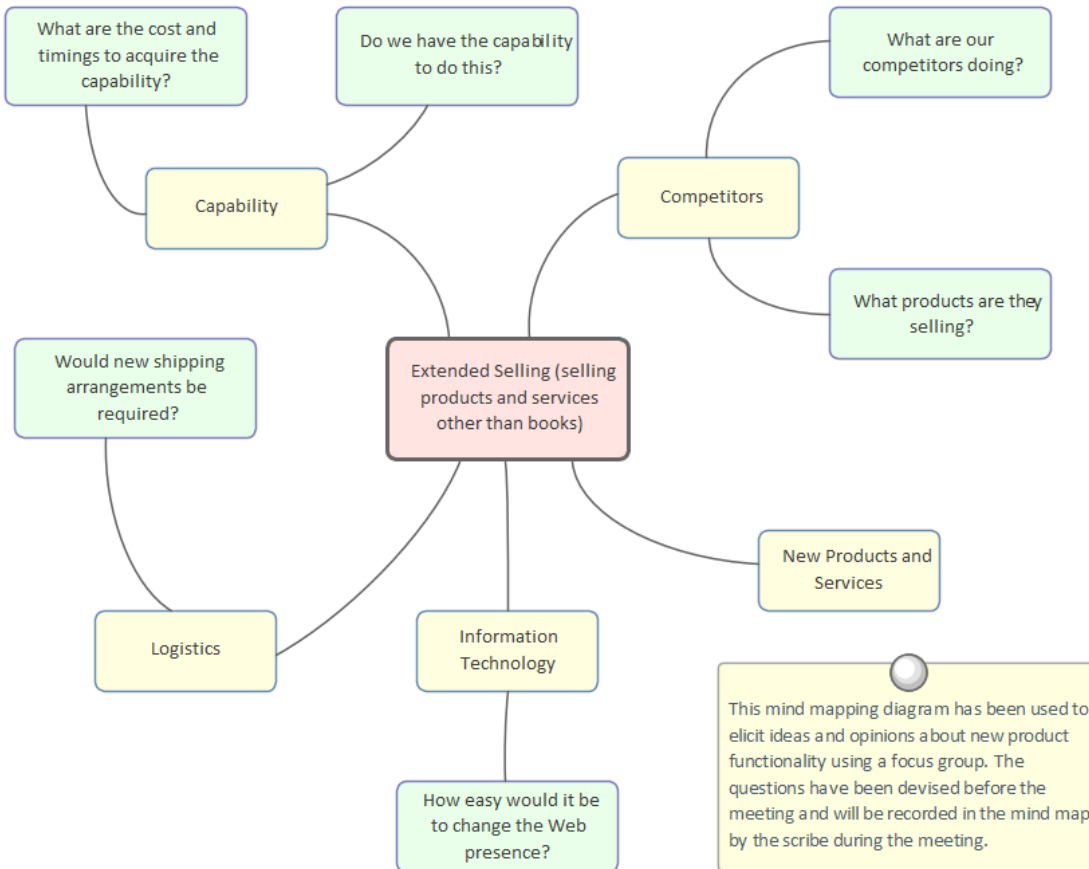 What are the cost and
timings to acquire the
capability?
Do we have the capability
to do this?
What are our
competitors doing?
Capability
Competitors
What products are they
selling?
Would new shipping
arrangements be
required?
Extended Selling (selling
products and services
other than books)
New Products and
Services
Logistics
Information
Technology
How easy would it be
to change the Web
presence?
This mind mapping diagram has been used to
elicit ideas and opinions about new product
functionality using a focus group. The
questions have been devised before the
meeting and will be recorded in the mind map
by the scribe during the meeting.